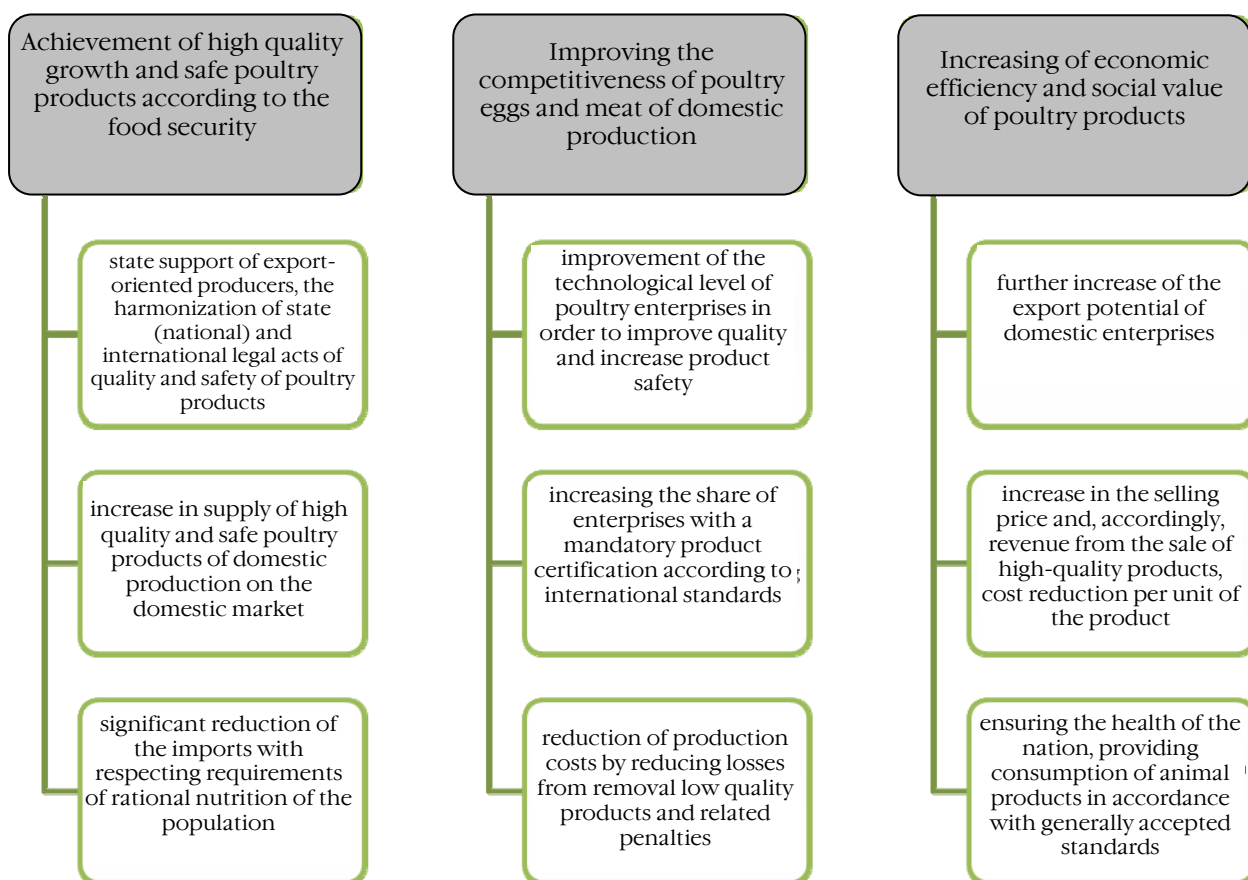 Achievement of high quality
growth and safe poultry
products according to the
food security
state support of export-
oriented producers, the
harmonization of state
(national) and
international legal acts of
quality and safety of poultry
products
increase in supply of high
quality and safe poultry
products of domestic
production on the
domestic market
significant reduction of
the imports with
respecting requirements
of rational nutrition of the
population
Improving the
competitiveness of poultry
eggs and meat of domestic
production
improvement of the
technological level of
poultry enterprises in
order to improve quality
and increase product
safety
increasing the share of
enterprises with a
mandatory product
certification according to
international standards
reduction of production
costs by reducing losses
from removal low quality
products and related
penalties
Increasing of economic
efficiency and social value
of poultry products
further increase of the
export potential of
domestic enterprises
increase in the selling
price and, accordingly,
revenue from the sale of
high-quality products,
cost reduction per unit of
the product
ensuring the health of the
nation, providing
consumption of animal
products in accordance
with generally accepted
standards